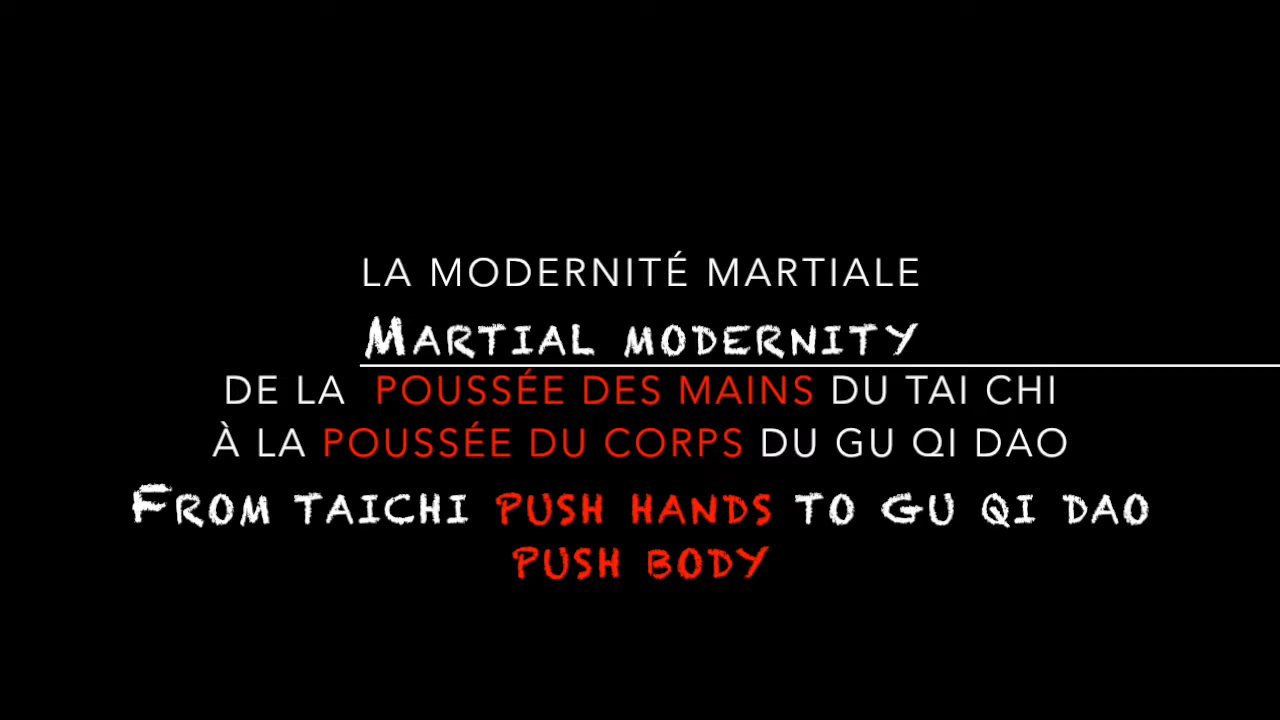 LA MODERNITÉ MARTIALE
MARTIAL MODERNITY
DE LA POUSSÉE DES MAINS DU TAI CHI
À LA POUSSÉE DU CORPS DU GU QI DAO
FROM TAICHI PUSH HANDS TO GU QI DAO
PUSH BODY